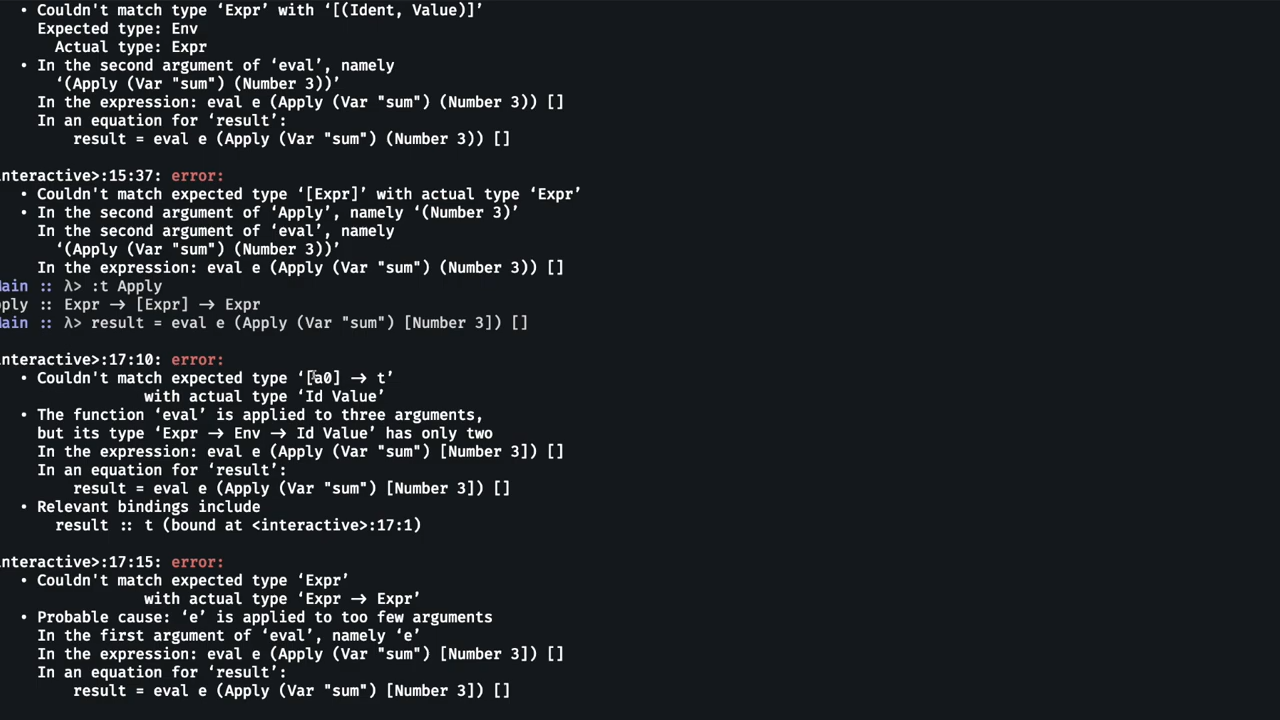 • Couldn't match type ‘Expr’ with ‘[(Ident, Value)]’
Expected type: Env
Actual type: Expr
• In the second argument of ‘eval’, namely
‘(Apply (Var "sum") (Number 3))’
In the expression: eval e (Apply (Var "sum") (Number 3)) []
In an equation for ‘result’:
result = eval e (Apply (Var "sum") (Number 3)) []
nteractive>:15:37: error:
• Couldn't match expected type ‘[Expr]’ with actual type ‘Expr’
• In the second argument of ‘Apply’, namely ‘(Number 3)’
In the second argument of ‘eval’, namely
‘(Apply (Var "sum") (Number 3))’
In the expression: eval e (Apply (Var "sum") (Number 3)) []
Main :: λ> :t Apply
pply :: Expr → [Expr] → Expr
Main :: λ> result = eval e (Apply (Var "sum") [Number 3]) []
nteractive>:17:10: error:
• Couldn't match expected type ‘[a0] → t’
with actual type ‘Id Value’
• The function ‘eval’ is applied to three arguments,
but its type ‘Expr → Env → Id Value’ has only two
In the expression: eval e (Apply (Var "sum") [Number 3]) []
In an equation for ‘result’:
result = eval e (Apply (Var "sum") [Number 3]) []
• Relevant bindings include
result :: t (bound at <interactive>:17:1)
nteractive>:17:15: error:
• Couldn't match expected type ‘Expr’
with actual type ‘Expr → Expr’
• Probable cause: ‘e’ is applied to too few arguments
In the first argument of ‘eval’, namely ‘e’
In the expression: eval e (Apply (Var "sum") [Number 3]) []
In an equation for ‘result’:
result = eval e (Apply (Var "sum") [Number 3]) []